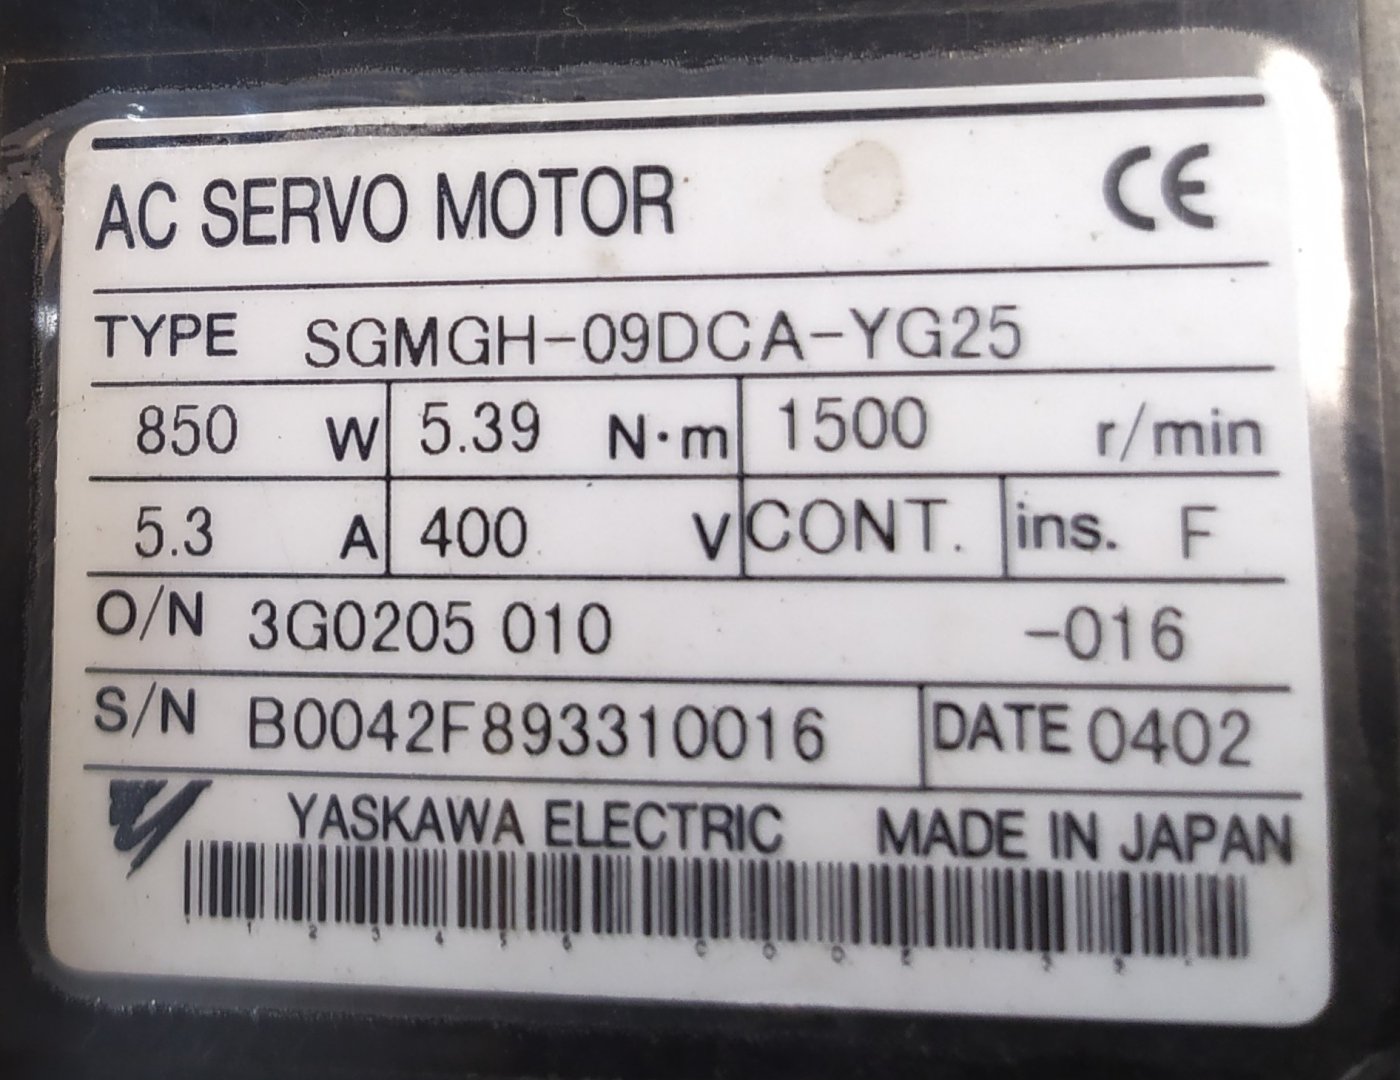 AC SERVO MOTOR CE
TYPE SGMGH-09DCA-YG25
850 W 5.39 N·m 1500 r/min
5.3 A 400 V CONT. ins. F
O/N 3G0205 010 -016
S/N B0042F893310016 DATE 0402
YASKAWA ELECTRIC MADE IN JAPAN